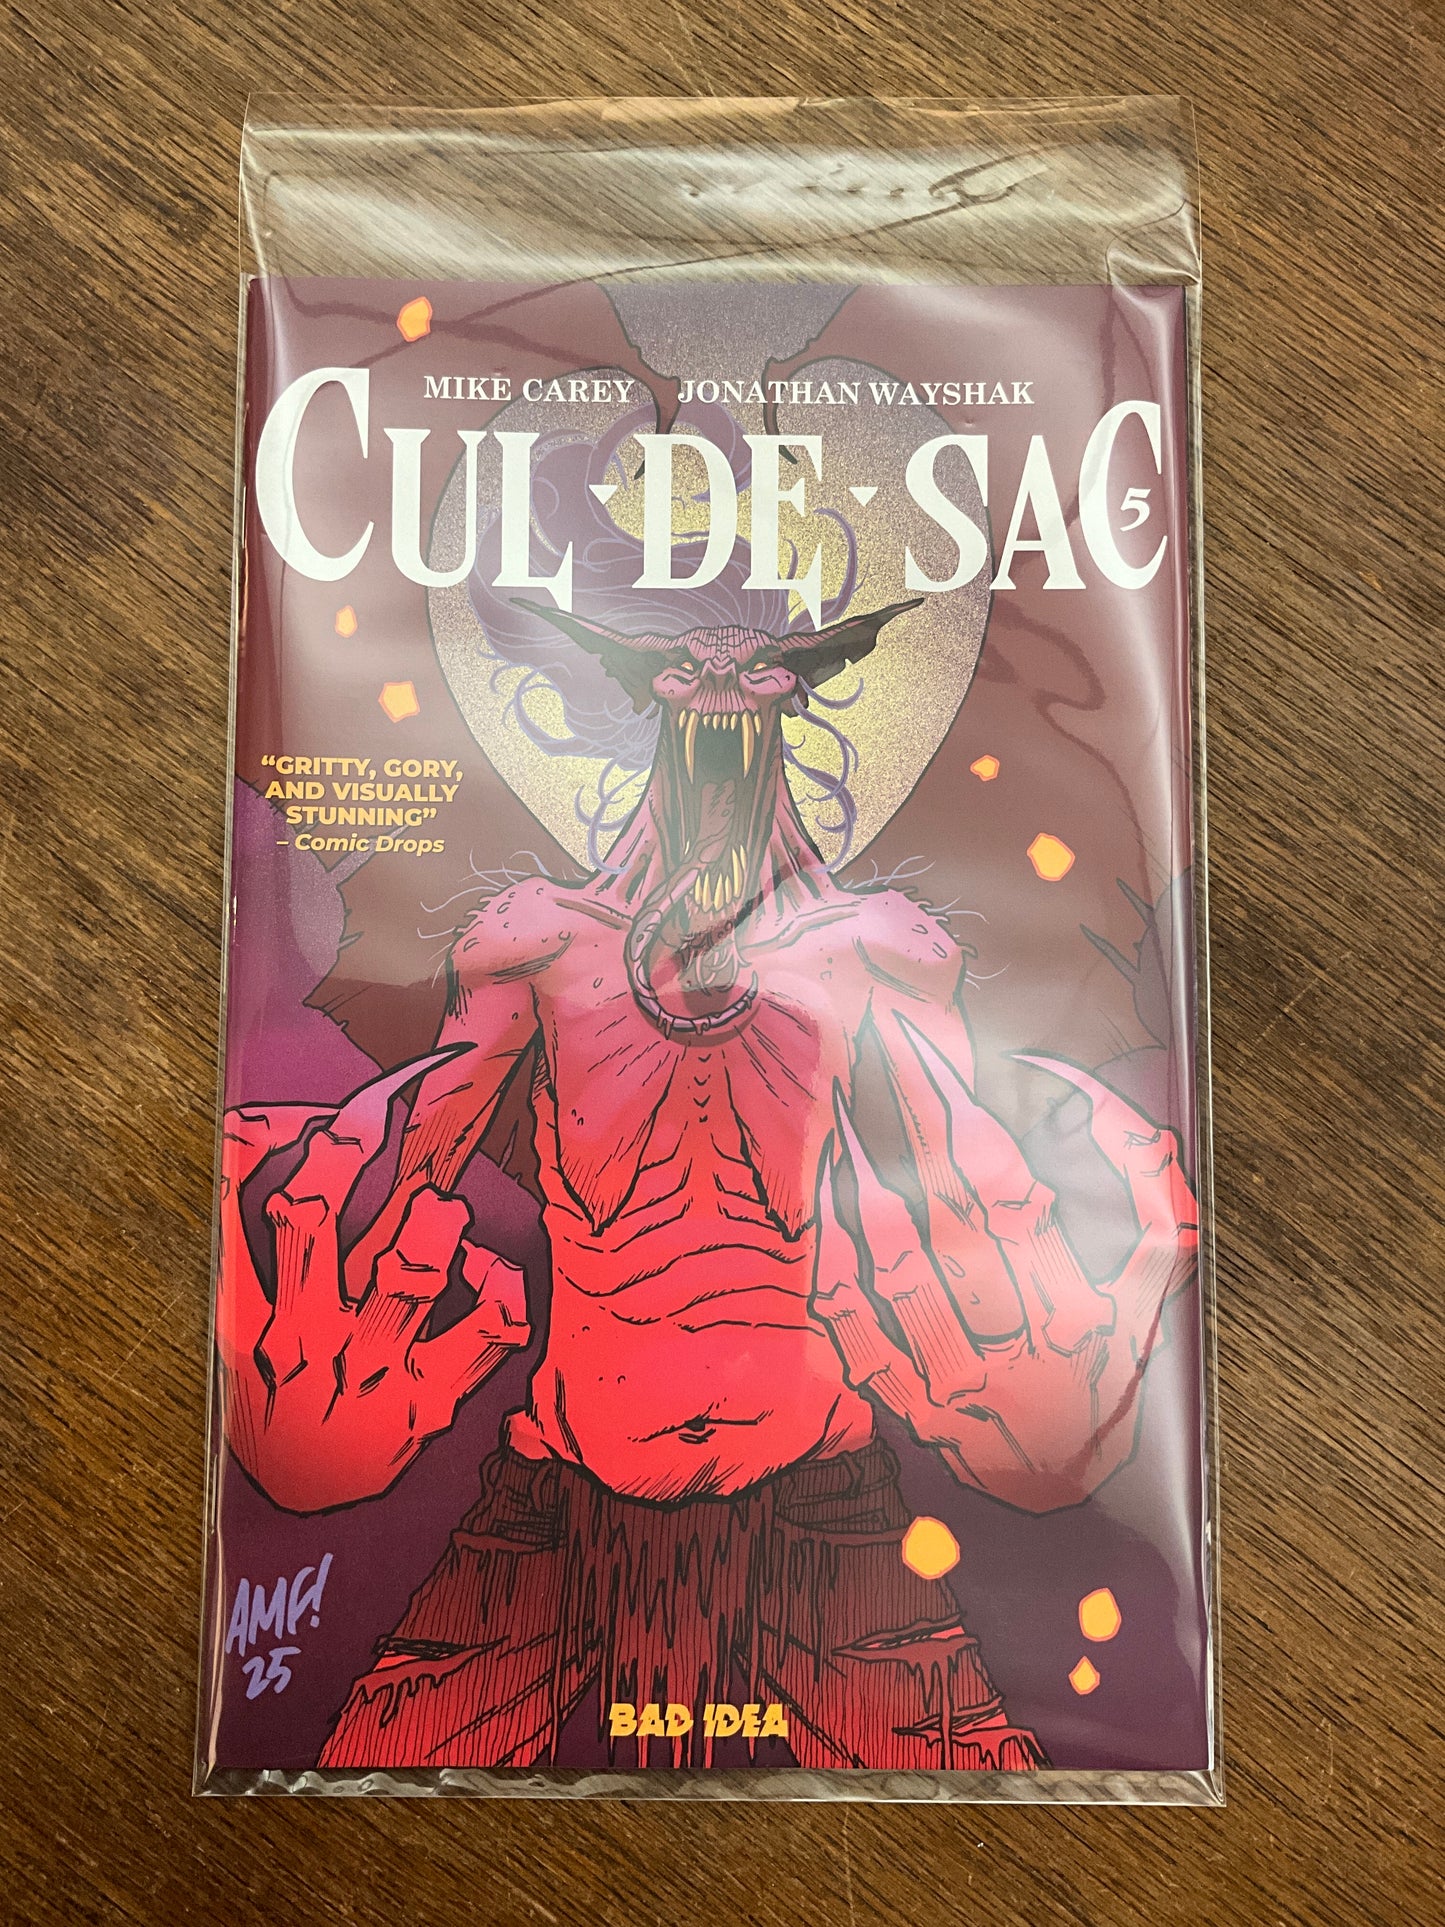 MIKE CAREY JONATHAN WAYSHAK
CUL▾DE▾SAC
5
“GRITTY, GORY,
AND VISUALLY
STUNNING”
– Comic Drops
AMF!
25
BAD IDEA